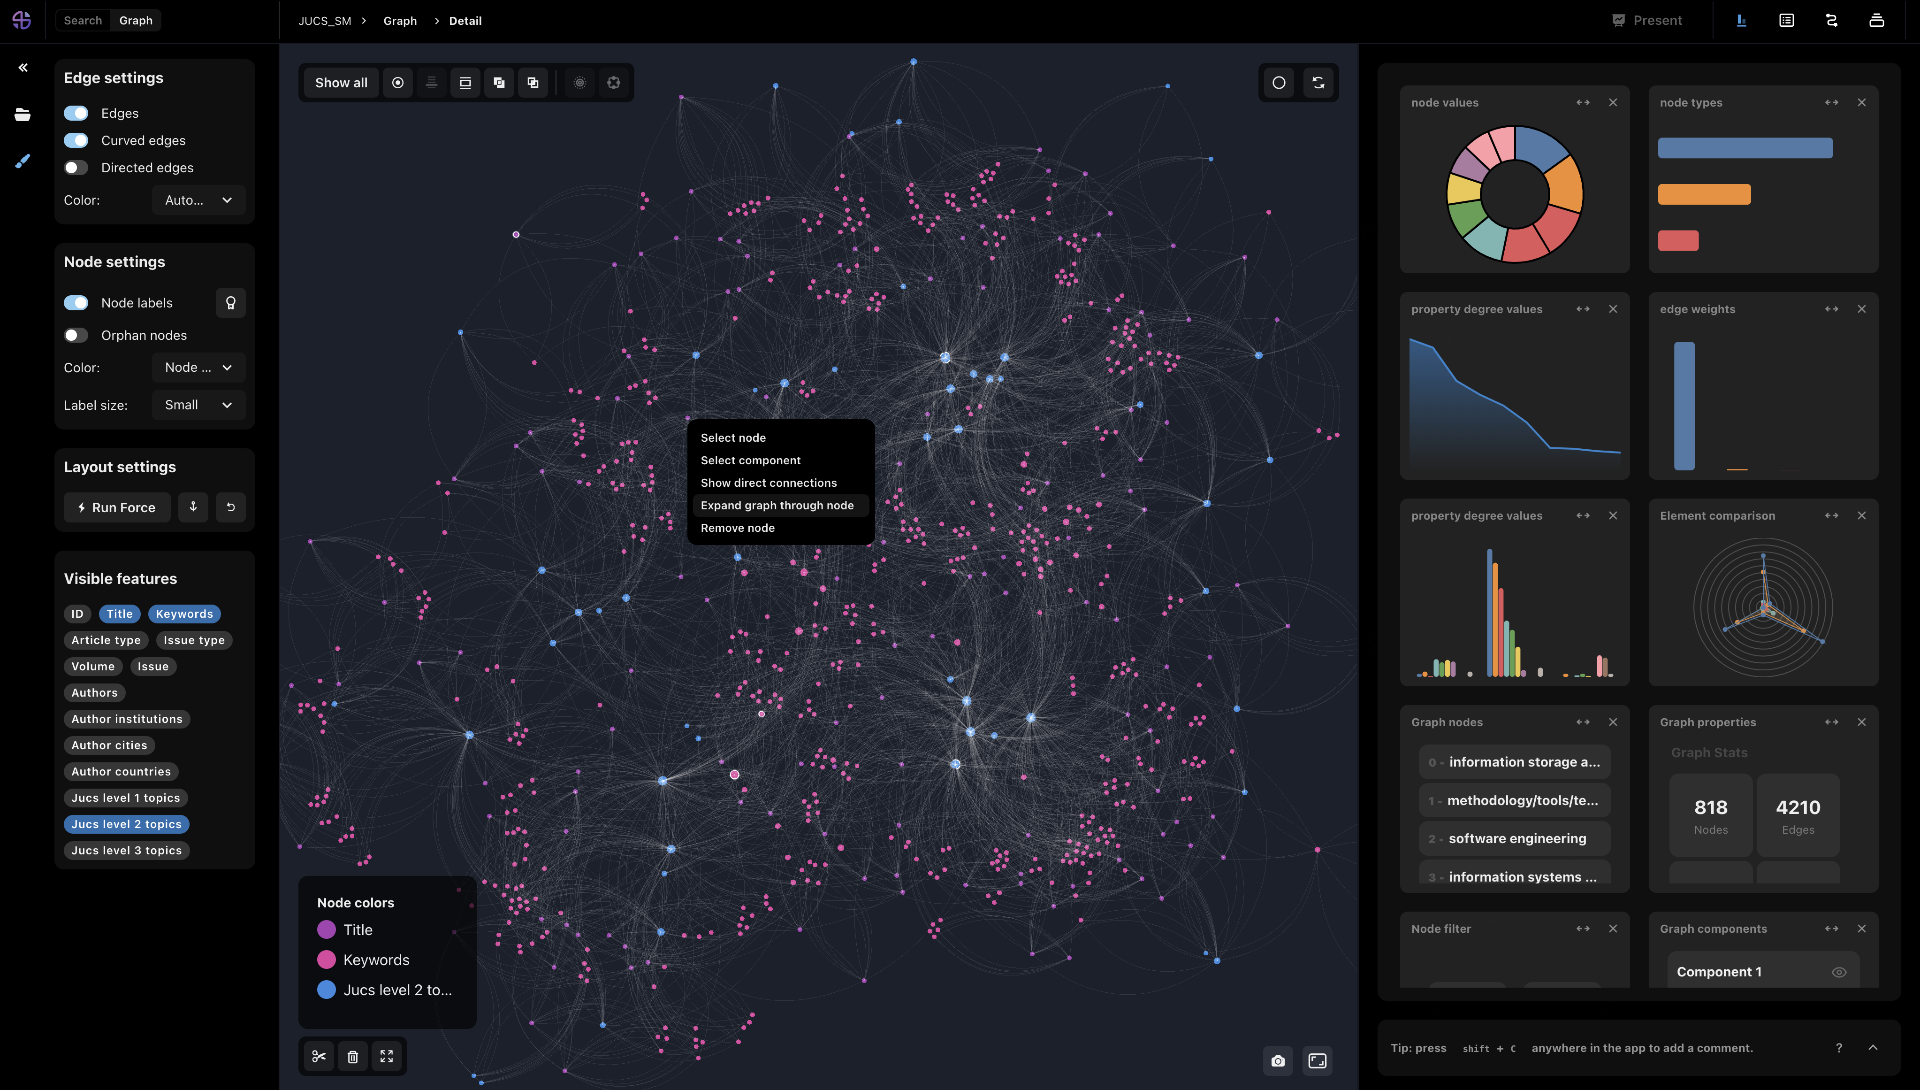 Search Graph
JUCS_SM > Graph > Detail
Present
Edge settings
Edges
Curved edges
Directed edges
Color: Auto...
Node settings
Node labels
Orphan nodes
Color: Node ...
Label size: Small
Layout settings
Run Force
Visible features
ID Title Keywords
Article type Issue type
Volume Issue
Authors
Author institutions
Author cities
Author countries
Jucs level 1 topics
Jucs level 2 topics
Jucs level 3 topics
Show all
Select node
Select component
Show direct connections
Expand graph through node
Remove node
Node colors
Title
Keywords
Jucs level 2 to...
node values
node types
property degree values
edge weights
property degree values
Element comparison
Graph nodes
0 - information storage a...
1 - methodology/tools/te...
2 - software engineering
3 - information systems ...
Graph properties
Graph Stats
818 4210
Nodes Edges
Node filter
Graph components
Component 1
Tip: press shift + C anywhere in the app to add a comment. ?